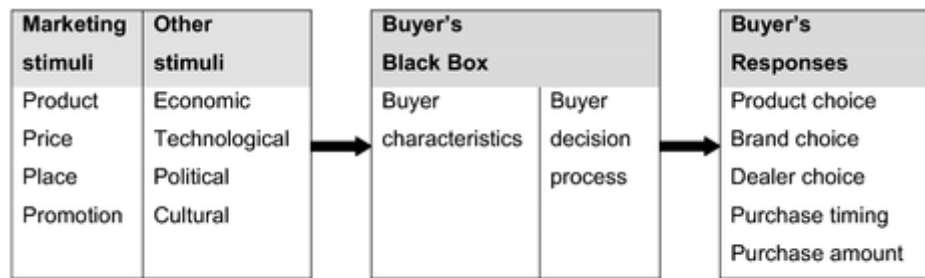 Marketing
stimuli
Product
Price
Place
Promotion
Other
stimuli
Economic
Technological
Political
Cultural
Buyer's
Black Box
Buyer
characteristics
Buyer
decision
process
Buyer's
Responses
Product choice
Brand choice
Dealer choice
Purchase timing
Purchase amount